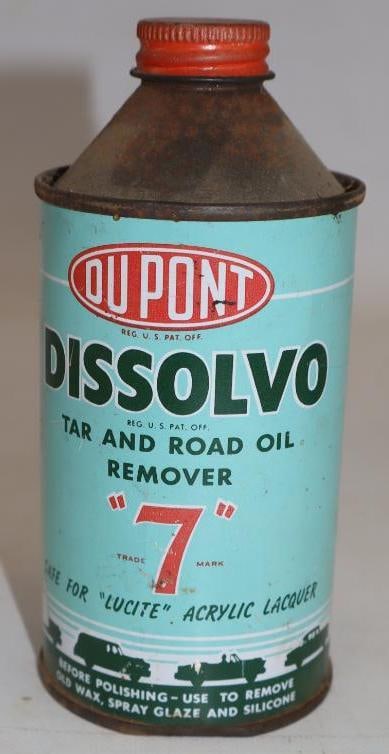 DU PONT
REG. U. S. PAT. OFF.
DISSOLVO
REG. U. S. PAT. OFF.
TAR AND ROAD OIL
REMOVER
"7"
TRADE MARK
SAFE FOR "LUCITE" ACRYLIC LACQUER
BEFORE POLISHING - USE TO REMOVE
OLD WAX, SPRAY GLAZE AND SILICONE